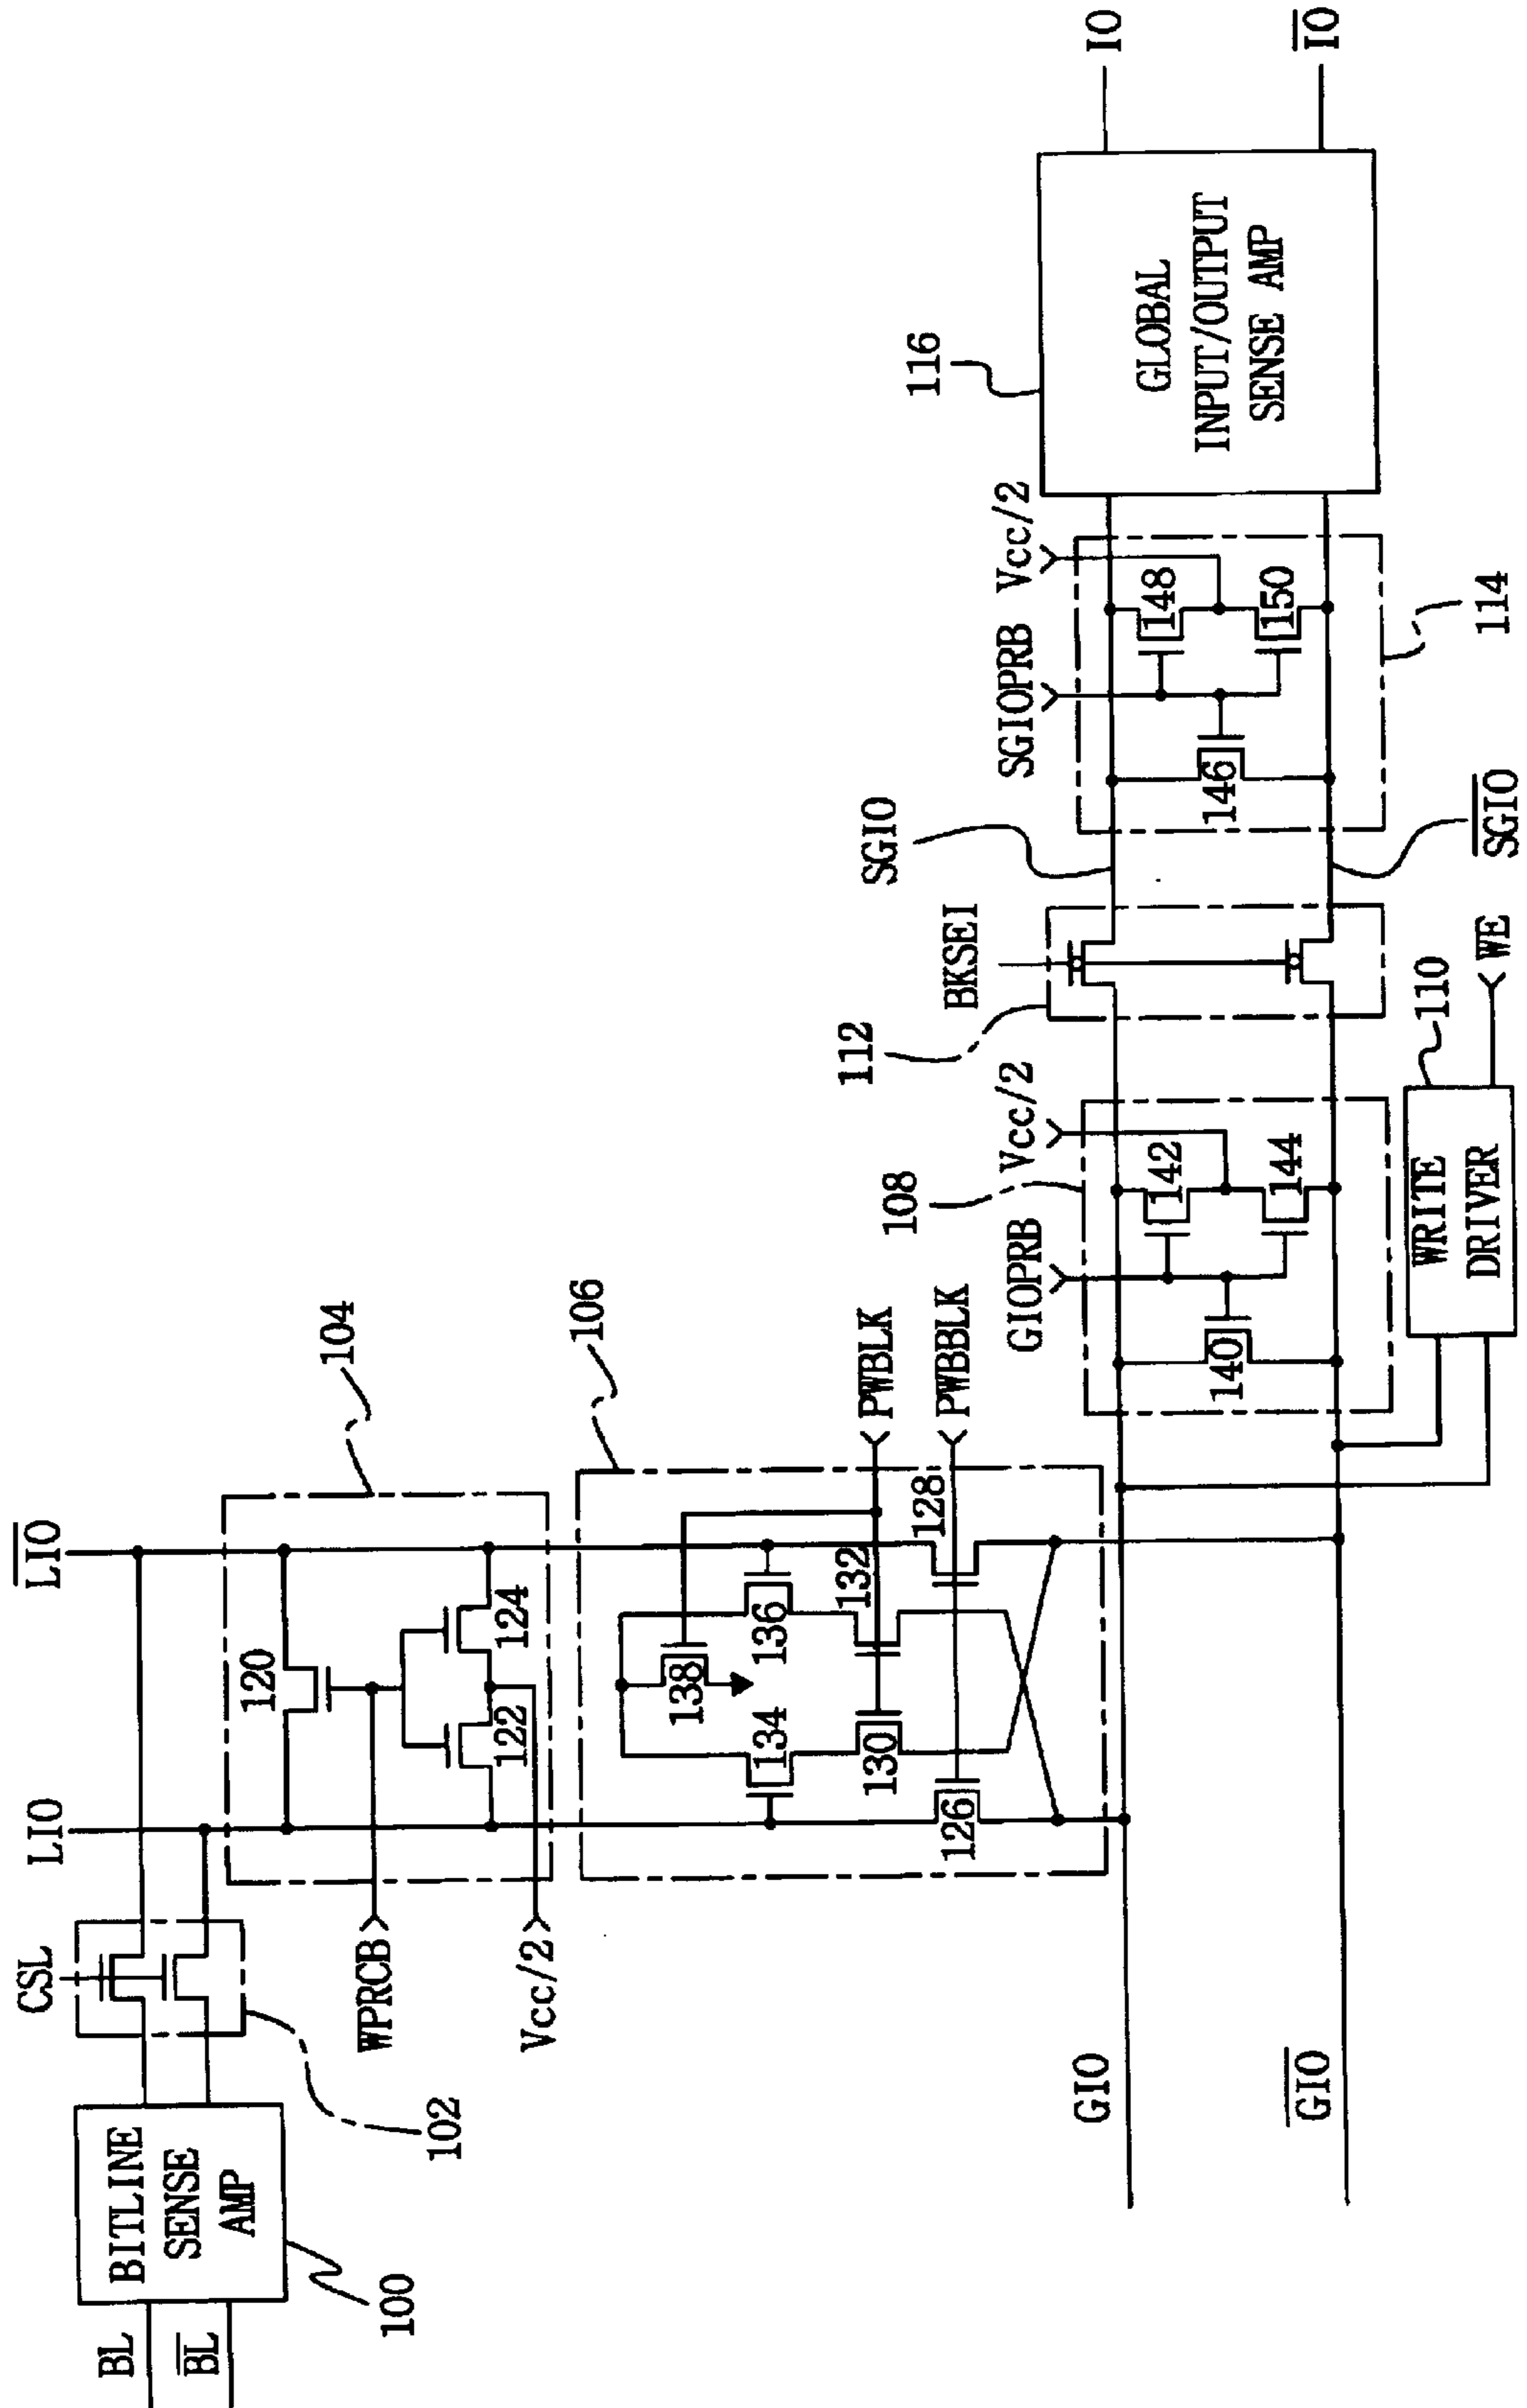 BL
BL
BITLINE
SENSE
AMP
100
CSL
102
LIO
LIO
WPRCB
Vcc/2
120
122
124
104
106
138
134
136
130
132
126
128
PWBLK
PWBBLK
GIO
GIO
GIOPRB
Vcc/2
108
140
142
144
WRITE
DRIVER
110
WE
112
BKSEI
SGIO
SGIO
SGIOPRB
Vcc/2
146
148
150
114
116
GLOBAL
INPUT/OUTPUT
SENSE AMP
IO
IO